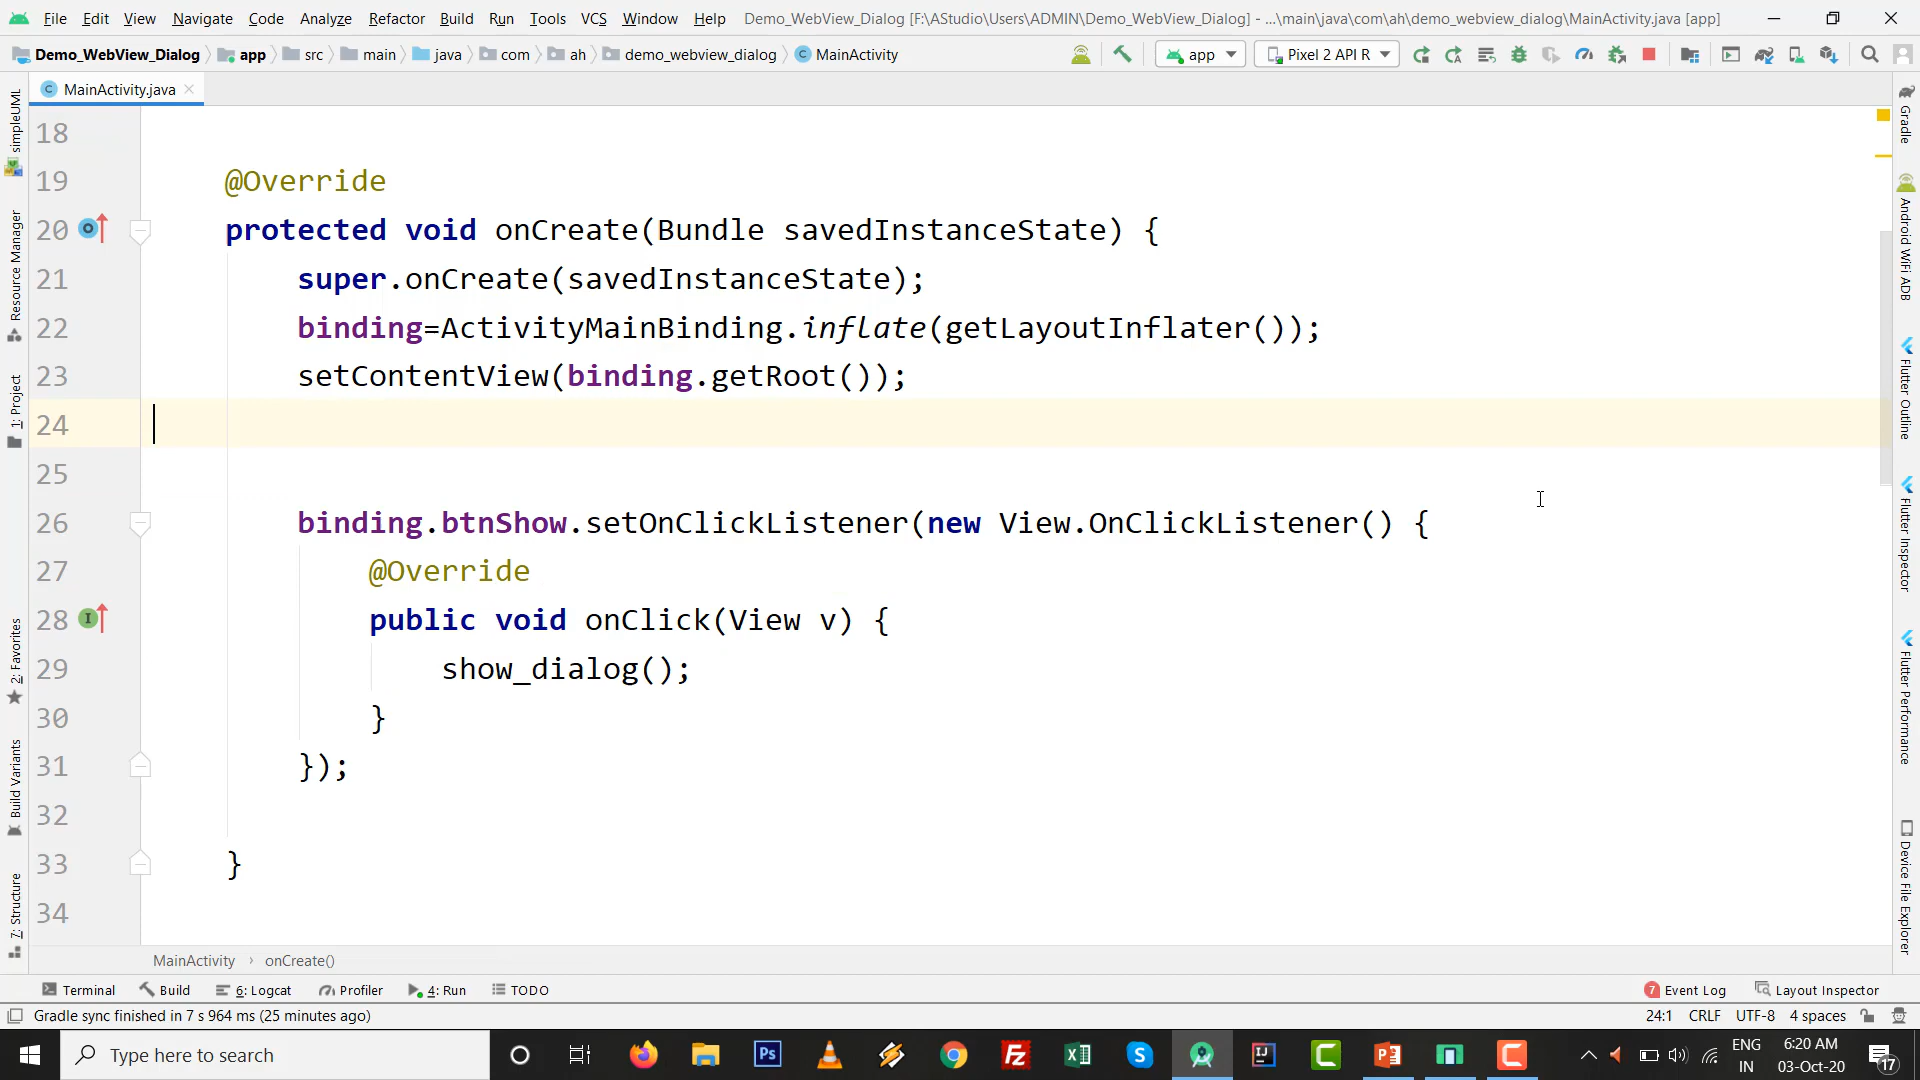 File Edit View Navigate Code Analyze Refactor Build Run Tools VCS Window Help Demo_WebView_Dialog [F:\AStudio\Users\ADMIN\Demo_WebView_Dialog] - ...\main\java\com\ah\demo_webview_dialog\MainActivity.java [app]
Demo_WebView_Dialog app src main java com ah demo_webview_dialog MainActivity app Pixel 2 API R
MainActivity.java
simpleUML
Resource Manager
1: Project
2: Favorites
Build Variants
7: Structure
18
19 @Override
20 protected void onCreate(Bundle savedInstanceState) {
21 super.onCreate(savedInstanceState);
22 binding=ActivityMainBinding.inflate(getLayoutInflater());
23 setContentView(binding.getRoot());
24
25
26 binding.btnShow.setOnClickListener(new View.OnClickListener() {
27 @Override
28 public void onClick(View v) {
29 show_dialog();
30 }
31 });
32
33 }
34
Gradle
Android WiFi ADB
Flutter Outline
Flutter Inspector
Flutter Performance
Device File Explorer
MainActivity › onCreate()
Terminal Build 6: Logcat Profiler 4: Run TODO 7 Event Log Layout Inspector
Gradle sync finished in 7 s 964 ms (25 minutes ago) 24:1 CRLF UTF-8 4 spaces
Type here to search
ENG
IN
6:20 AM
03-Oct-20
17